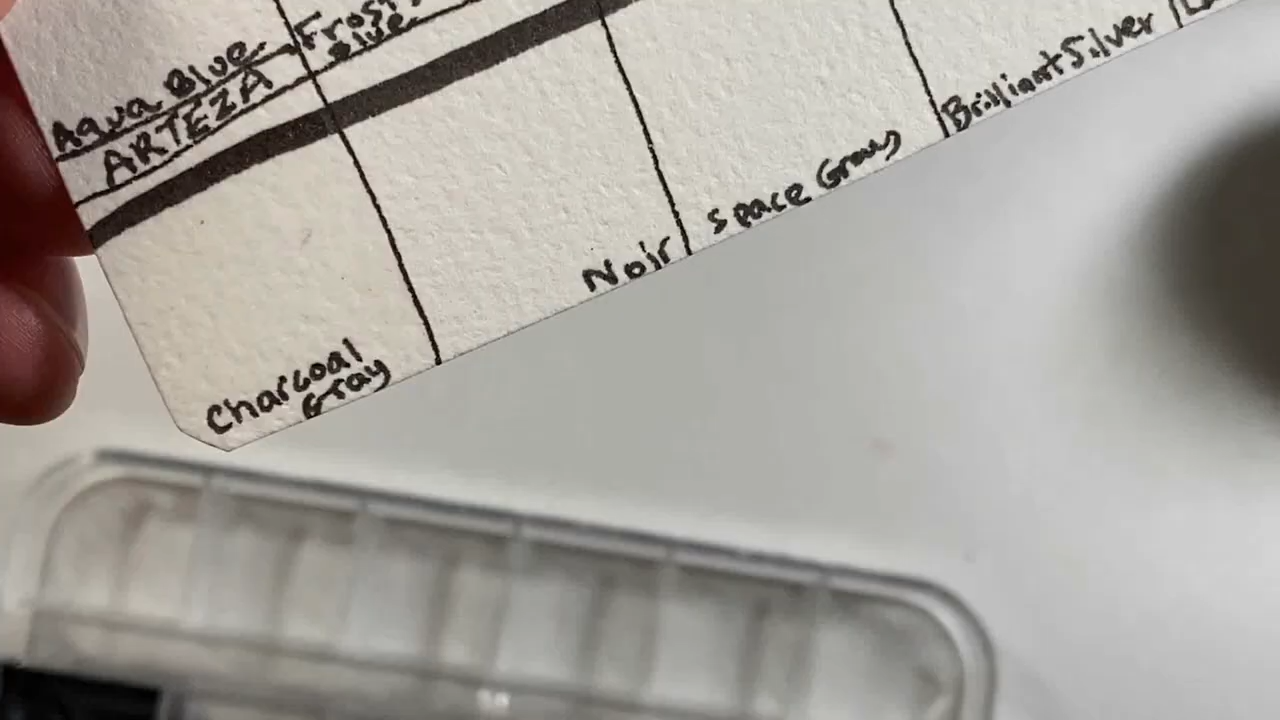 Aqua Blue
Frost
Blue
ARTEZA
Charcoal
Gray
Noir
Space Gray
Brilliant Silver